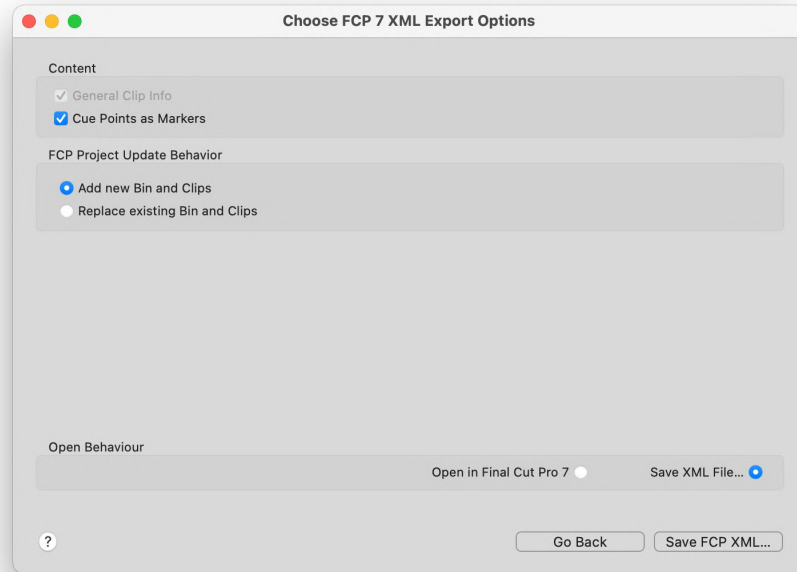 Choose FCP 7 XML Export Options
Content
General Clip Info
Cue Points as Markers
FCP Project Update Behavior
Add new Bin and Clips
Replace existing Bin and Clips
Open Behaviour
Open in Final Cut Pro 7 Save XML File...
? Go Back Save FCP XML...